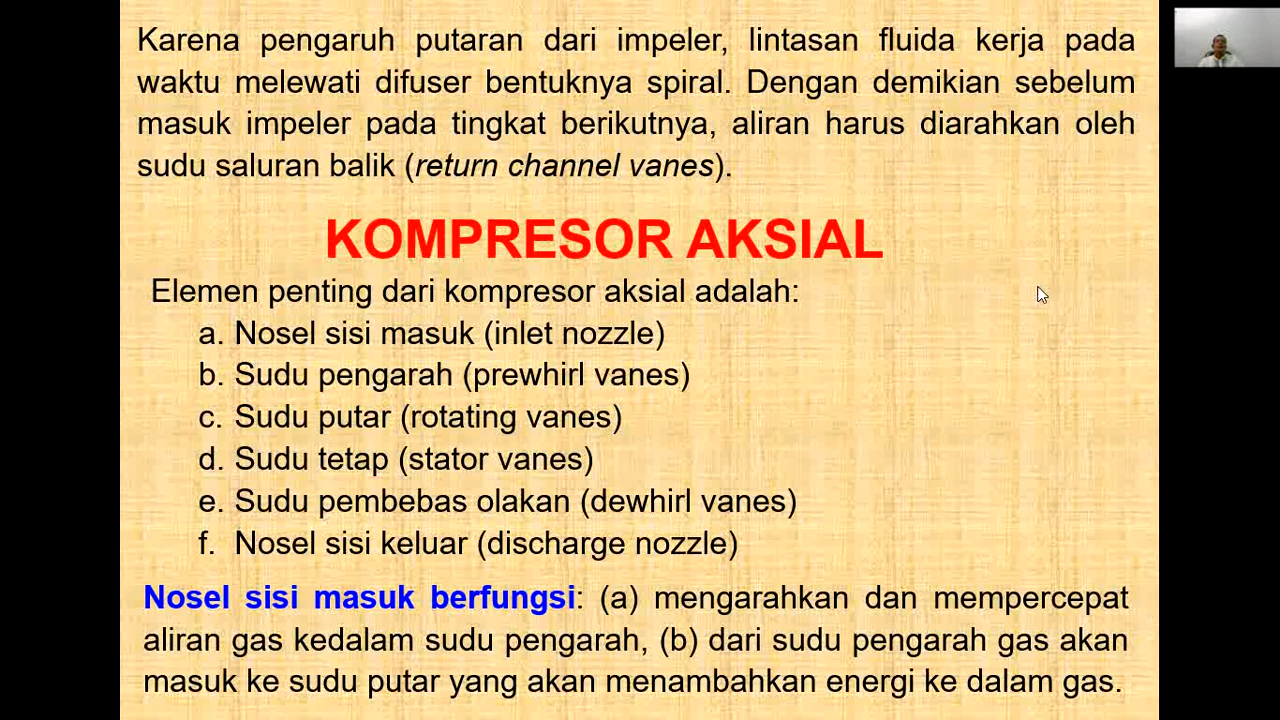 Karena pengaruh putaran dari impeler, lintasan fluida kerja pada
waktu melewati difuser bentuknya spiral. Dengan demikian sebelum
masuk impeler pada tingkat berikutnya, aliran harus diarahkan oleh
sudu saluran balik (return channel vanes).
KOMPRESOR AKSIAL
Elemen penting dari kompresor aksial adalah:
a. Nosel sisi masuk (inlet nozzle)
b. Sudu pengarah (prewhirl vanes)
c. Sudu putar (rotating vanes)
d. Sudu tetap (stator vanes)
e. Sudu pembebas olakan (dewhirl vanes)
f. Nosel sisi keluar (discharge nozzle)
Nosel sisi masuk berfungsi: (a) mengarahkan dan mempercepat
aliran gas kedalam sudu pengarah, (b) dari sudu pengarah gas akan
masuk ke sudu putar yang akan menambahkan energi ke dalam gas.